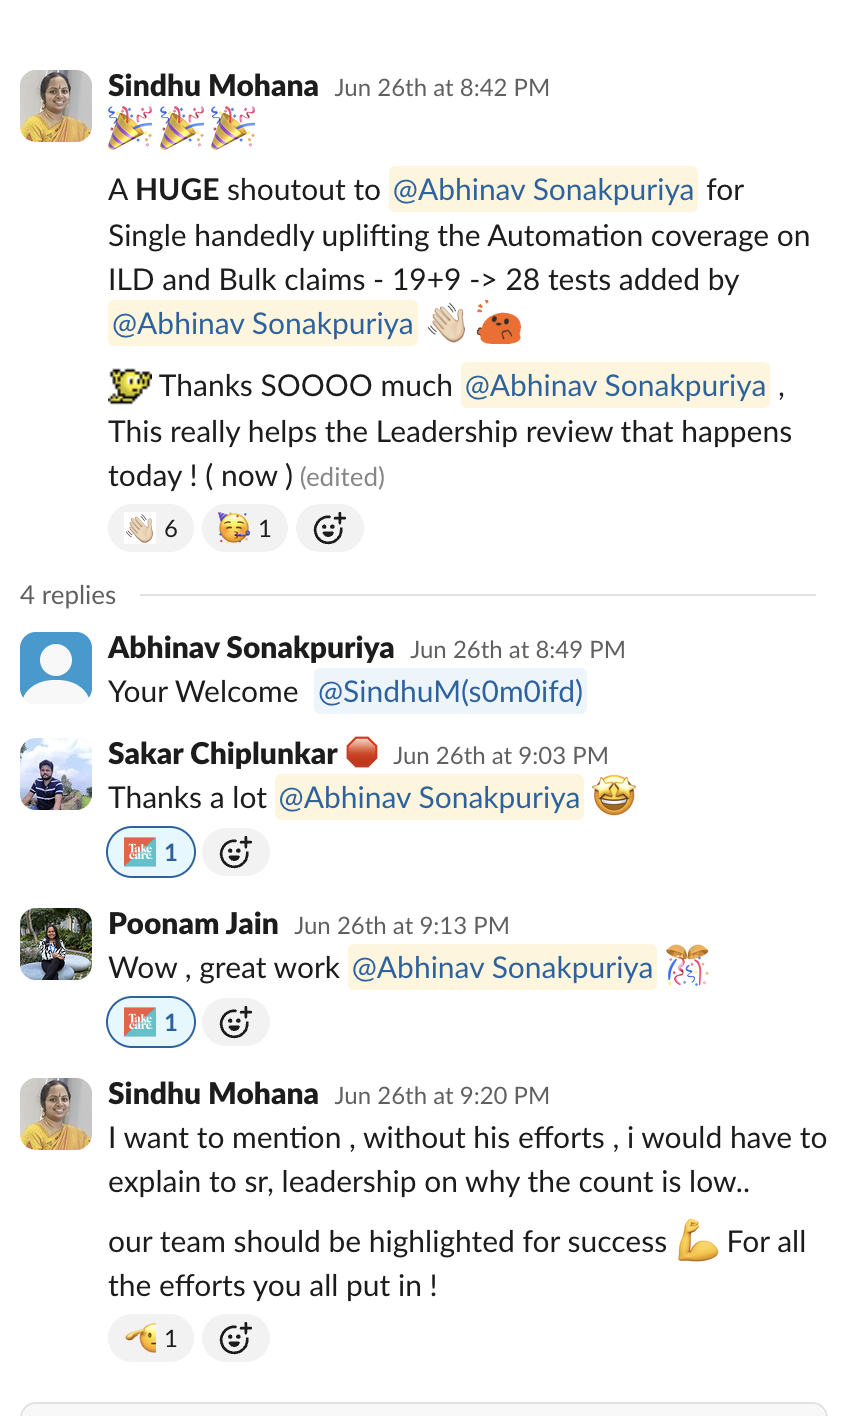 Sindhu Mohana Jun 26th at 8:42 PM
A HUGE shoutout to @Abhinav Sonakpuriya for
Single handedly uplifting the Automation coverage on
ILD and Bulk claims - 19+9 -> 28 tests added by
@Abhinav Sonakpuriya
Thanks SOOOO much @Abhinav Sonakpuriya ,
This really helps the Leadership review that happens
today ! ( now ) (edited)
6 1
4 replies
Abhinav Sonakpuriya Jun 26th at 8:49 PM
Your Welcome @SindhuM(s0m0ifd)
Sakar Chiplunkar Jun 26th at 9:03 PM
Thanks a lot @Abhinav Sonakpuriya
Take care 1
Poonam Jain Jun 26th at 9:13 PM
Wow , great work @Abhinav Sonakpuriya
Take care 1
Sindhu Mohana Jun 26th at 9:20 PM
I want to mention , without his efforts , i would have to
explain to sr, leadership on why the count is low..
our team should be highlighted for success For all
the efforts you all put in !
1